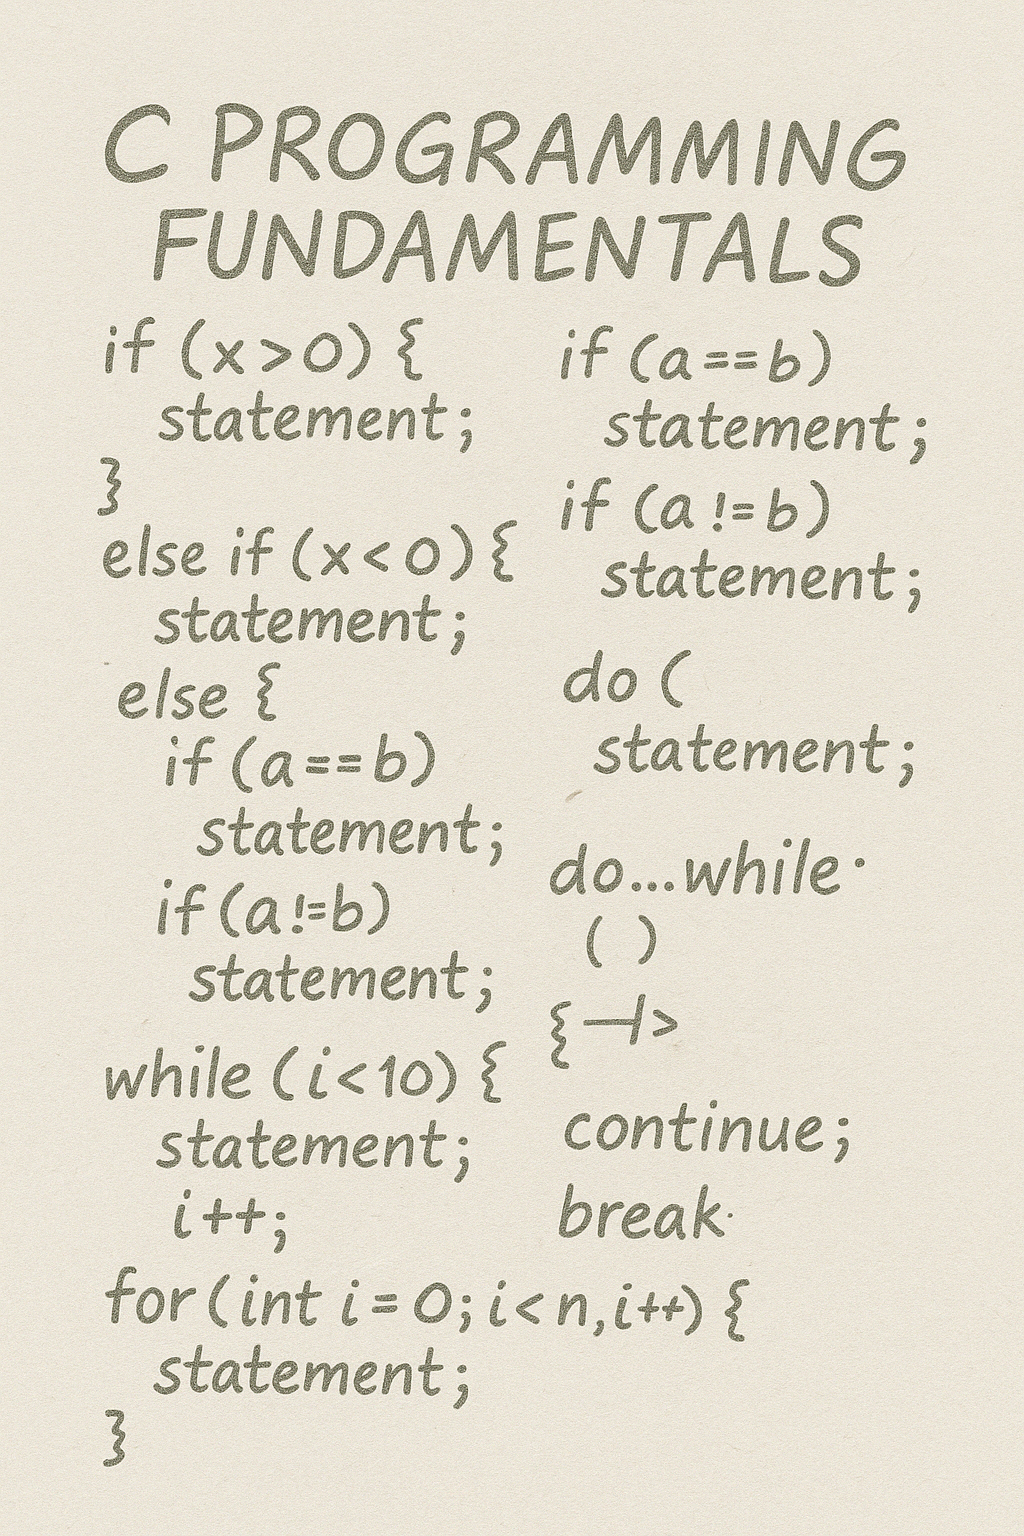 C PROGRAMMING
FUNDAMENTALS
if (x>0) {
statement;
}
else if (x<0) {
statement;
else {
if (a==b)
statement;
if (a!=b)
statement;
while (i<10) {
statement;
i++;
for (int i=0; i<n,i++) {
statement;
}
if (a==b)
statement;
if (a!=b)
statement;
do (
statement;
do...while·
( )
{ —|>
continue;
break·